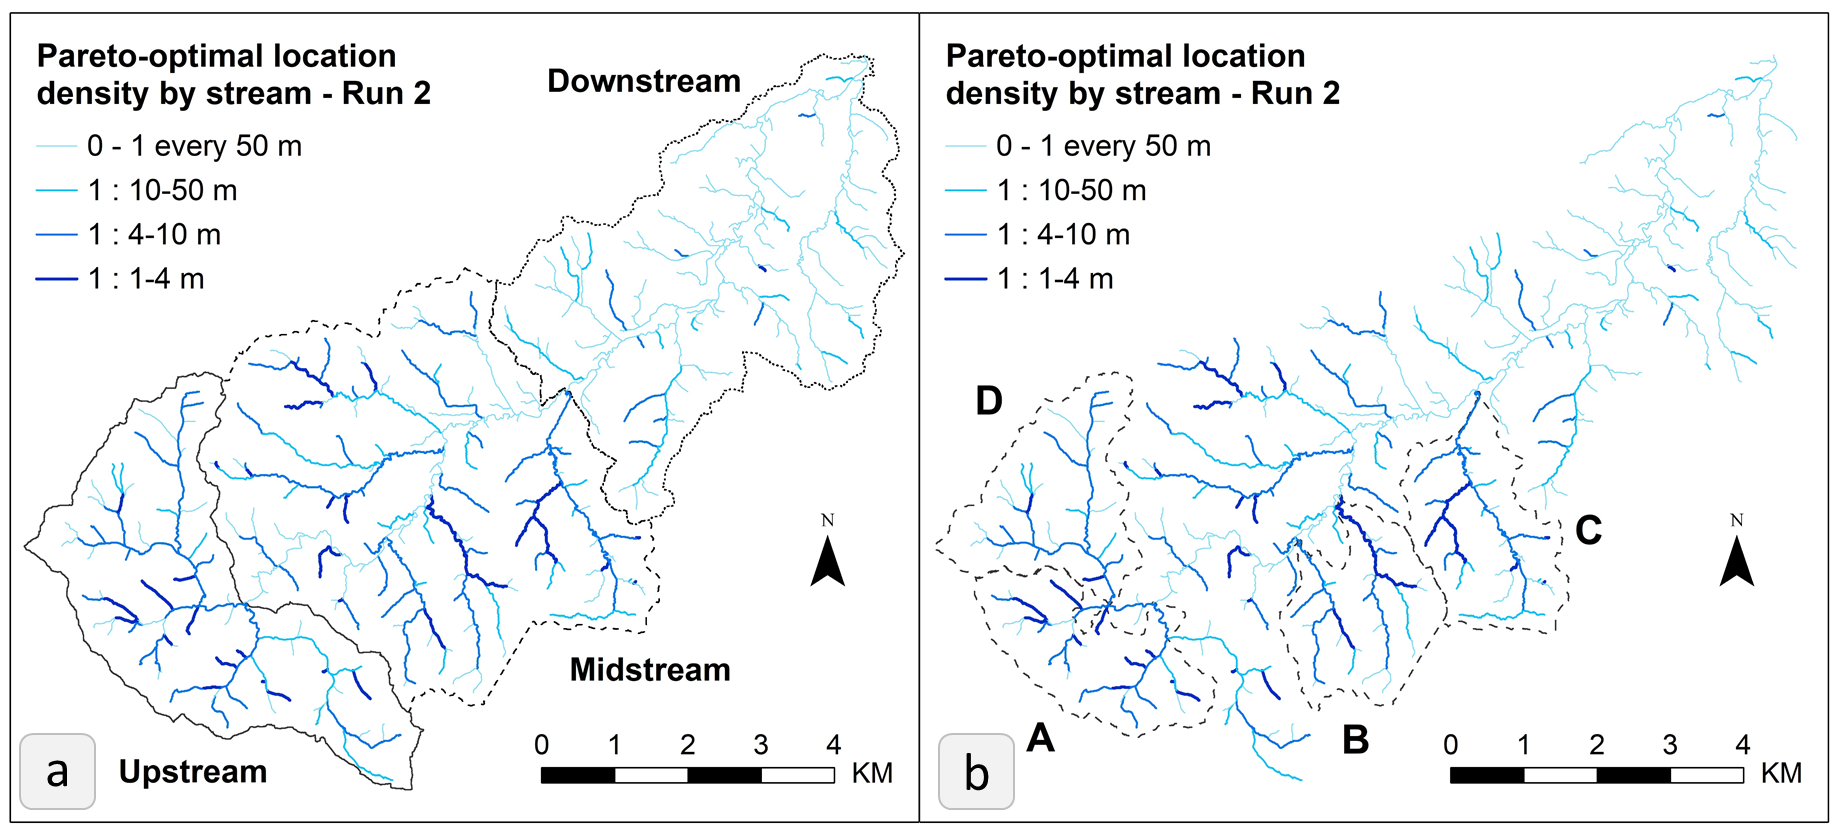 Pareto-optimal location
density by stream - Run 2
0 - 1 every 50 m
1 : 10-50 m
1 : 4-10 m
1 : 1-4 m
Downstream
Midstream
Upstream
N
0 1 2 3 4
KM
a
Pareto-optimal location
density by stream - Run 2
0 - 1 every 50 m
1 : 10-50 m
1 : 4-10 m
1 : 1-4 m
D
C
A
B
N
0 1 2 3 4
KM
b